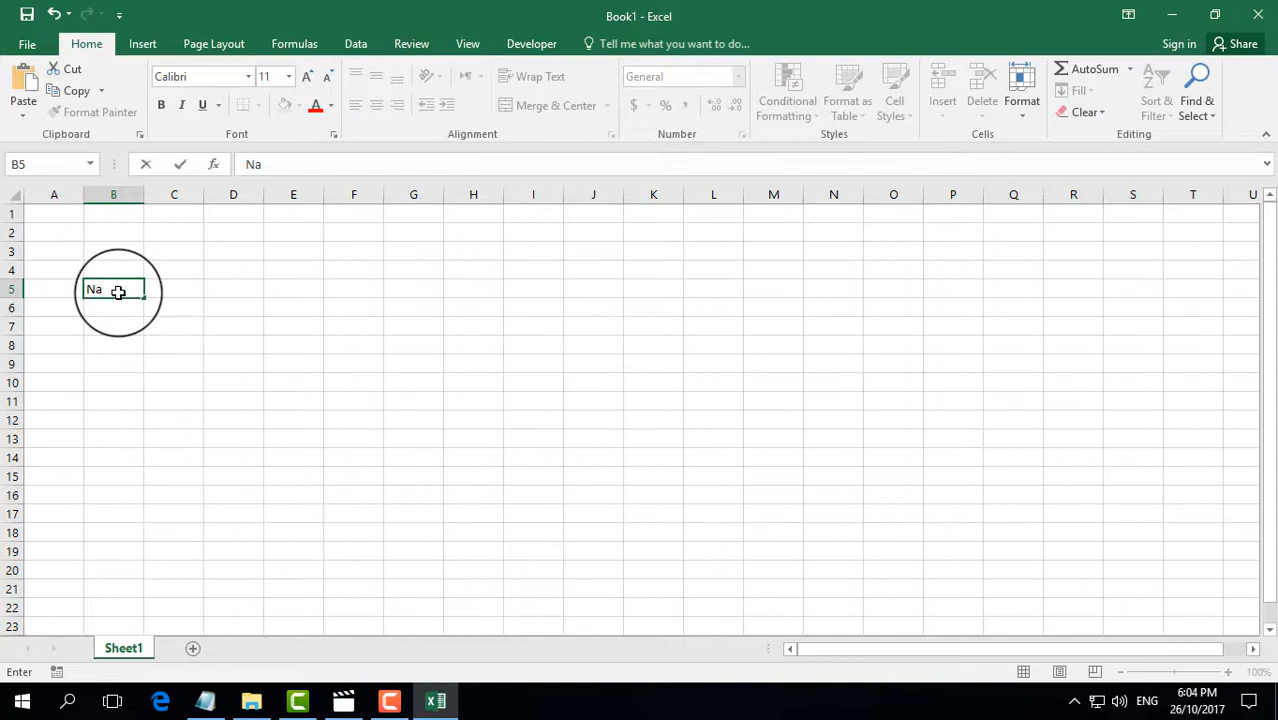 Book1 - Excel
File Home Insert Page Layout Formulas Data Review View Developer Tell me what you want to do... Sign in Share
Paste Cut Calibri 11 Wrap Text General Conditional Formatting Format as Table Cell Styles Insert Delete Format AutoSum Sort & Filter Find & Select
Copy B I U A Merge & Center $ % , Fill
Format Painter Clear
Clipboard Font Alignment Number Styles Cells Editing
B5 fx Na
A B C D E F G H I J K L M N O P Q R S T U
1
2
3
4
5 Na
6
7
8
9
10
11
12
13
14
15
16
17
18
19
20
21
22
23
Sheet1
Enter 100%
ENG 6:04 PM
26/10/2017